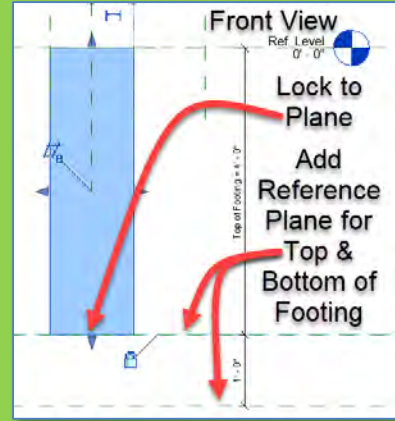 Front View
Ref. Level
0' - 0"
Lock to
Plane
Add
Reference
Plane for
Top &
Bottom of
Footing
Top of Footing = 4' - 0"
1' - 0"